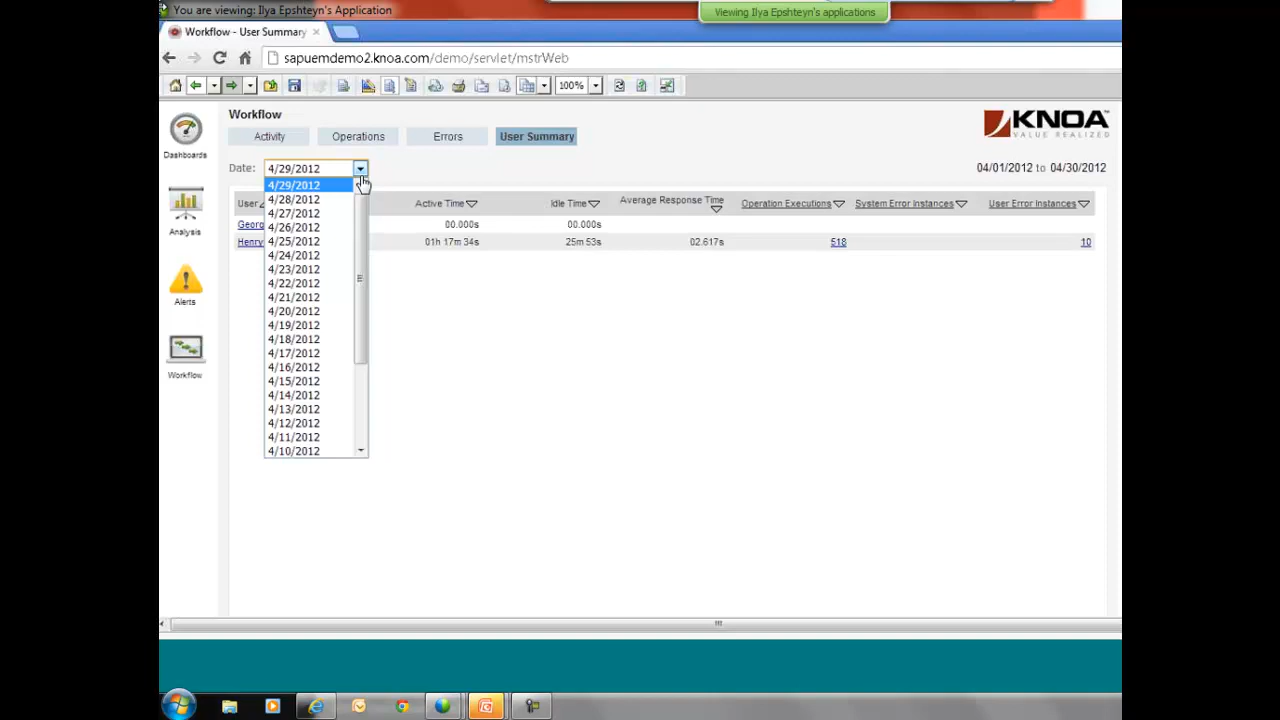 You are viewing: Ilya Epshteyn's Application
Viewing Ilya Epshteyn's applications
Workflow - User Summary
sapuemdemo2.knoa.com/demo/servlet/mstrWeb
100%
Workflow
KNOA
VALUE REALIZED
Activity Operations Errors User Summary
Dashboards
Date: 4/29/2012
04/01/2012 to 04/30/2012
User Active Time Idle Time Average Response Time Operation Executions System Error Instances User Error Instances
Georg 00.000s 00.000s
Henry 01h 17m 34s 25m 53s 02.617s 518 10
4/29/2012
4/28/2012
4/27/2012
4/26/2012
4/25/2012
4/24/2012
4/23/2012
4/22/2012
4/21/2012
4/20/2012
4/19/2012
4/18/2012
4/17/2012
4/16/2012
4/15/2012
4/14/2012
4/13/2012
4/12/2012
4/11/2012
4/10/2012
Analysis
Alerts
Workflow